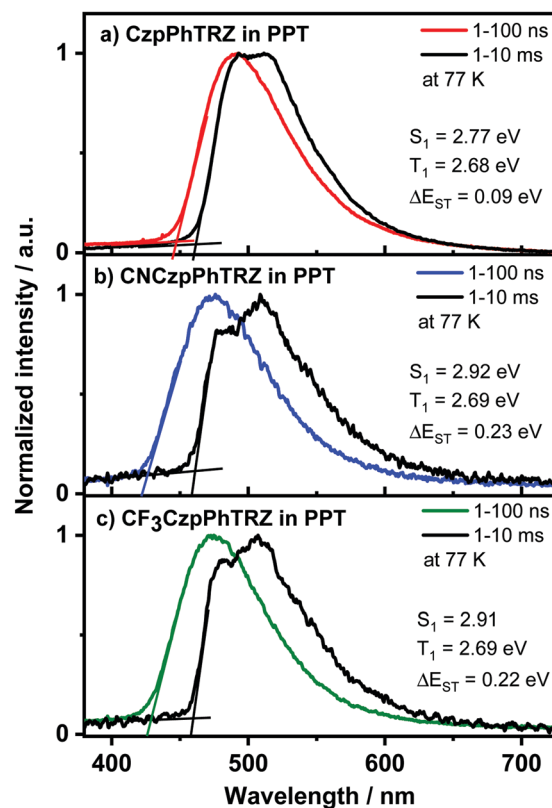 a) CzpPhTRZ in PPT
1-100 ns
1-10 ms
at 77 K
S₁ = 2.77 eV
T₁ = 2.68 eV
ΔE_ST = 0.09 eV
1
0
b) CNCzpPhTRZ in PPT
1-100 ns
1-10 ms
at 77 K
S₁ = 2.92 eV
T₁ = 2.69 eV
ΔE_ST = 0.23 eV
1
0
c) CF₃CzpPhTRZ in PPT
1-100 ns
1-10 ms
at 77 K
S₁ = 2.91
T₁ = 2.69 eV
ΔE_ST = 0.22 eV
1
0
Normalized intensity / a.u.
400 500 600 700
Wavelength / nm